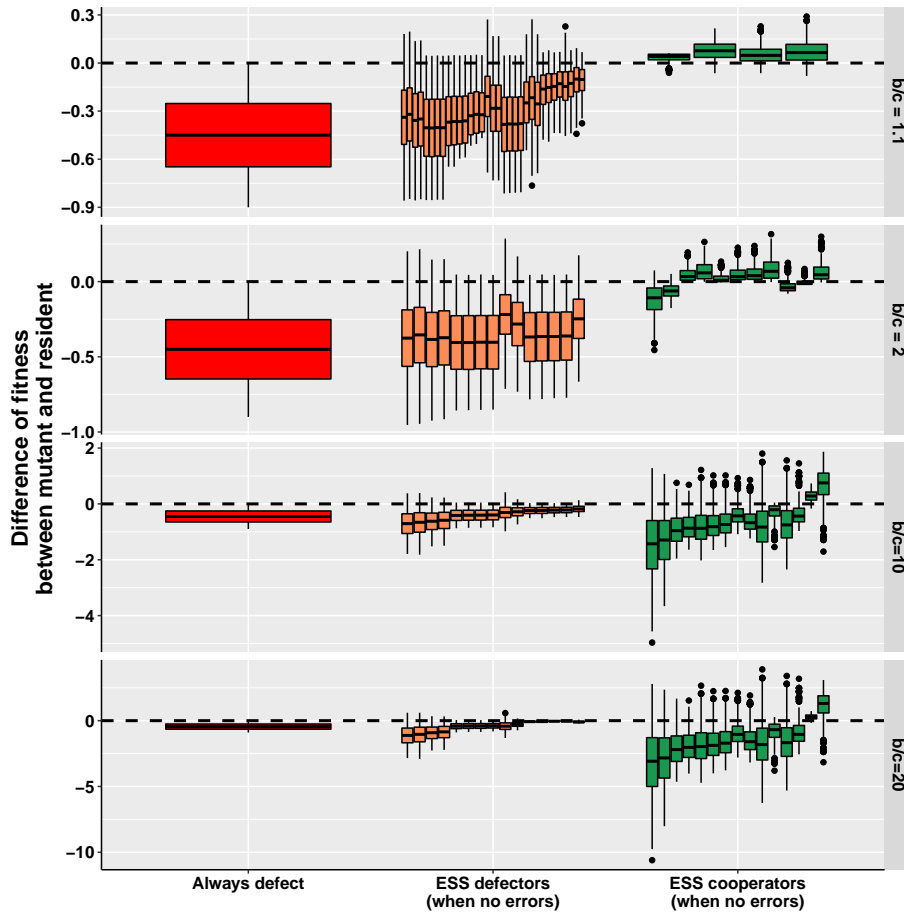 0.3
0.0
−0.3
−0.6
−0.9
b/c = 1.1
0.0
−0.5
−1.0
b/c = 2
2
0
−2
−4
b/c=10
0
−5
−10
b/c=20
Difference of fitness
between mutant and resident
Always defect
ESS defectors
(when no errors)
ESS cooperators
(when no errors)